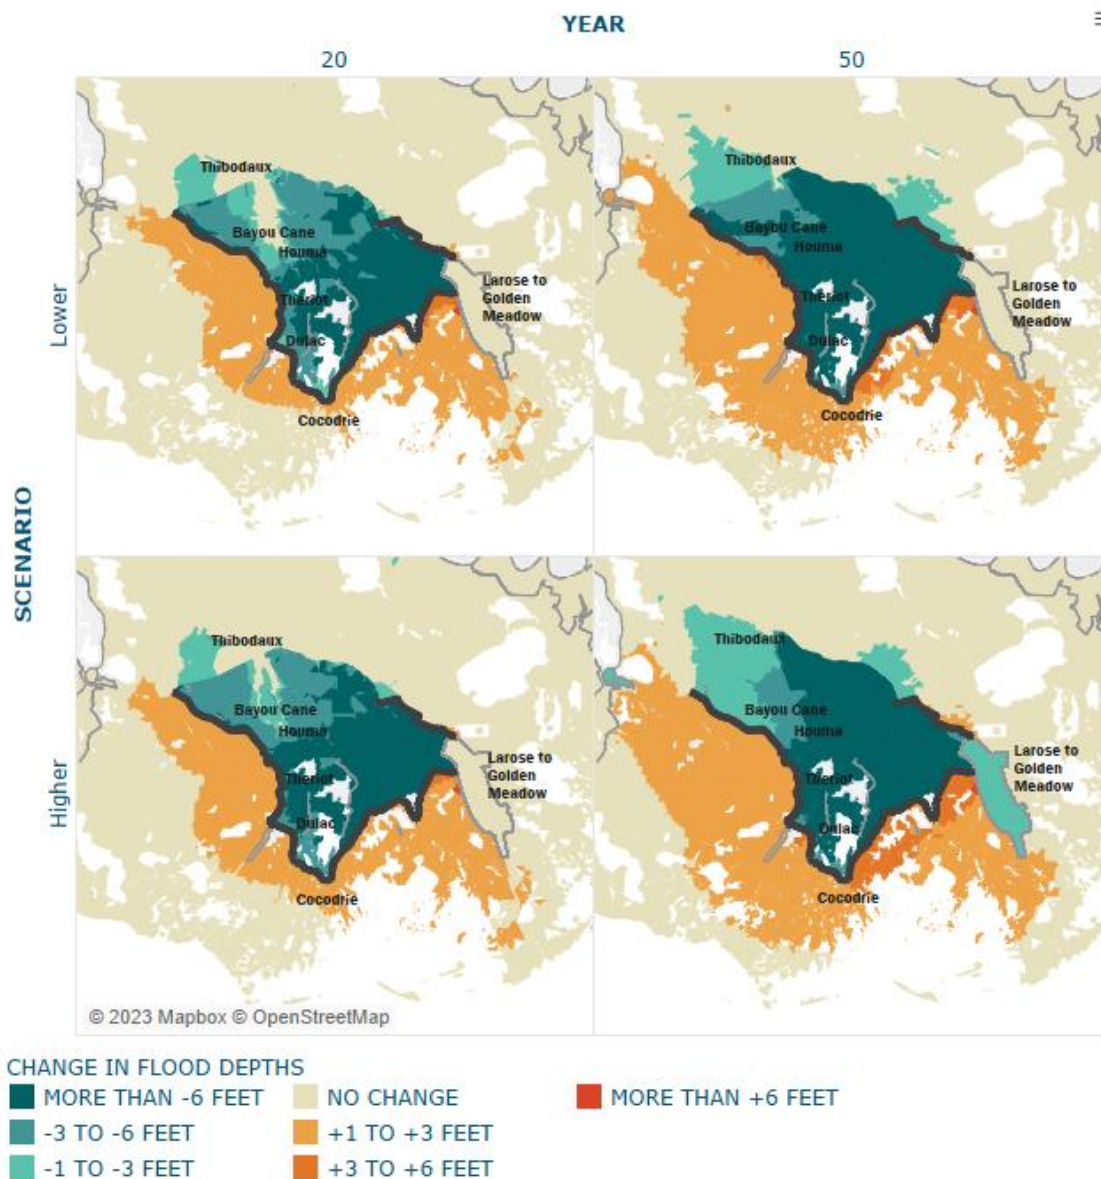 YEAR
20
50
SCENARIO
Lower
Thibodaux
Bayou Cane
Houma
Theriot
Dulac
Cocodrie
Larose to
Golden
Meadow
Thibodaux
Bayou Cane
Houma
Theriot
Dulac
Cocodrie
Larose to
Golden
Meadow
Higher
Thibodaux
Bayou Cane
Houma
Theriot
Dulac
Cocodrie
Larose to
Golden
Meadow
Thibodaux
Bayou Cane
Houma
Theriot
Dulac
Cocodrie
Larose to
Golden
Meadow
© 2023 Mapbox © OpenStreetMap
CHANGE IN FLOOD DEPTHS
MORE THAN -6 FEET
NO CHANGE
MORE THAN +6 FEET
-3 TO -6 FEET
+1 TO +3 FEET
-1 TO -3 FEET
+3 TO +6 FEET